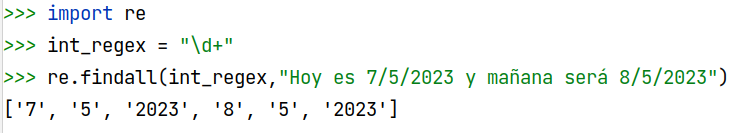 >>> import re
>>> int_regex = "\d+"
>>> re.findall(int_regex,"Hoy es 7/5/2023 y mañana será 8/5/2023")
['7', '5', '2023', '8', '5', '2023']